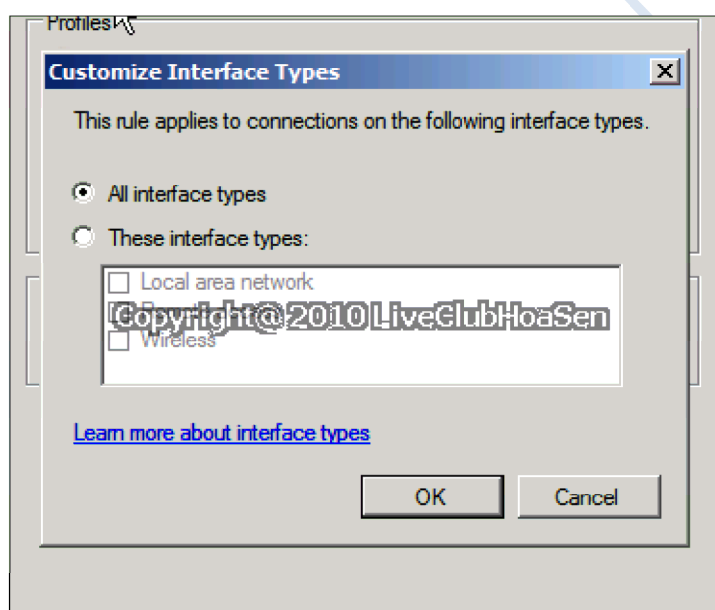 Profiles
Customize Interface Types
This rule applies to connections on the following interface types.
All interface types
These interface types:
Local area network
Copyright@2010 LiveClubHoaSen
Wireless
Learn more about interface types
OK
Cancel